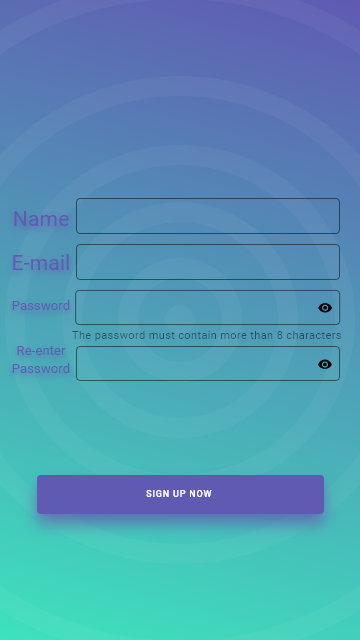 Name
E-mail
Password
The password must contain more than 8 characters
Re-enter
Password
SIGN UP NOW